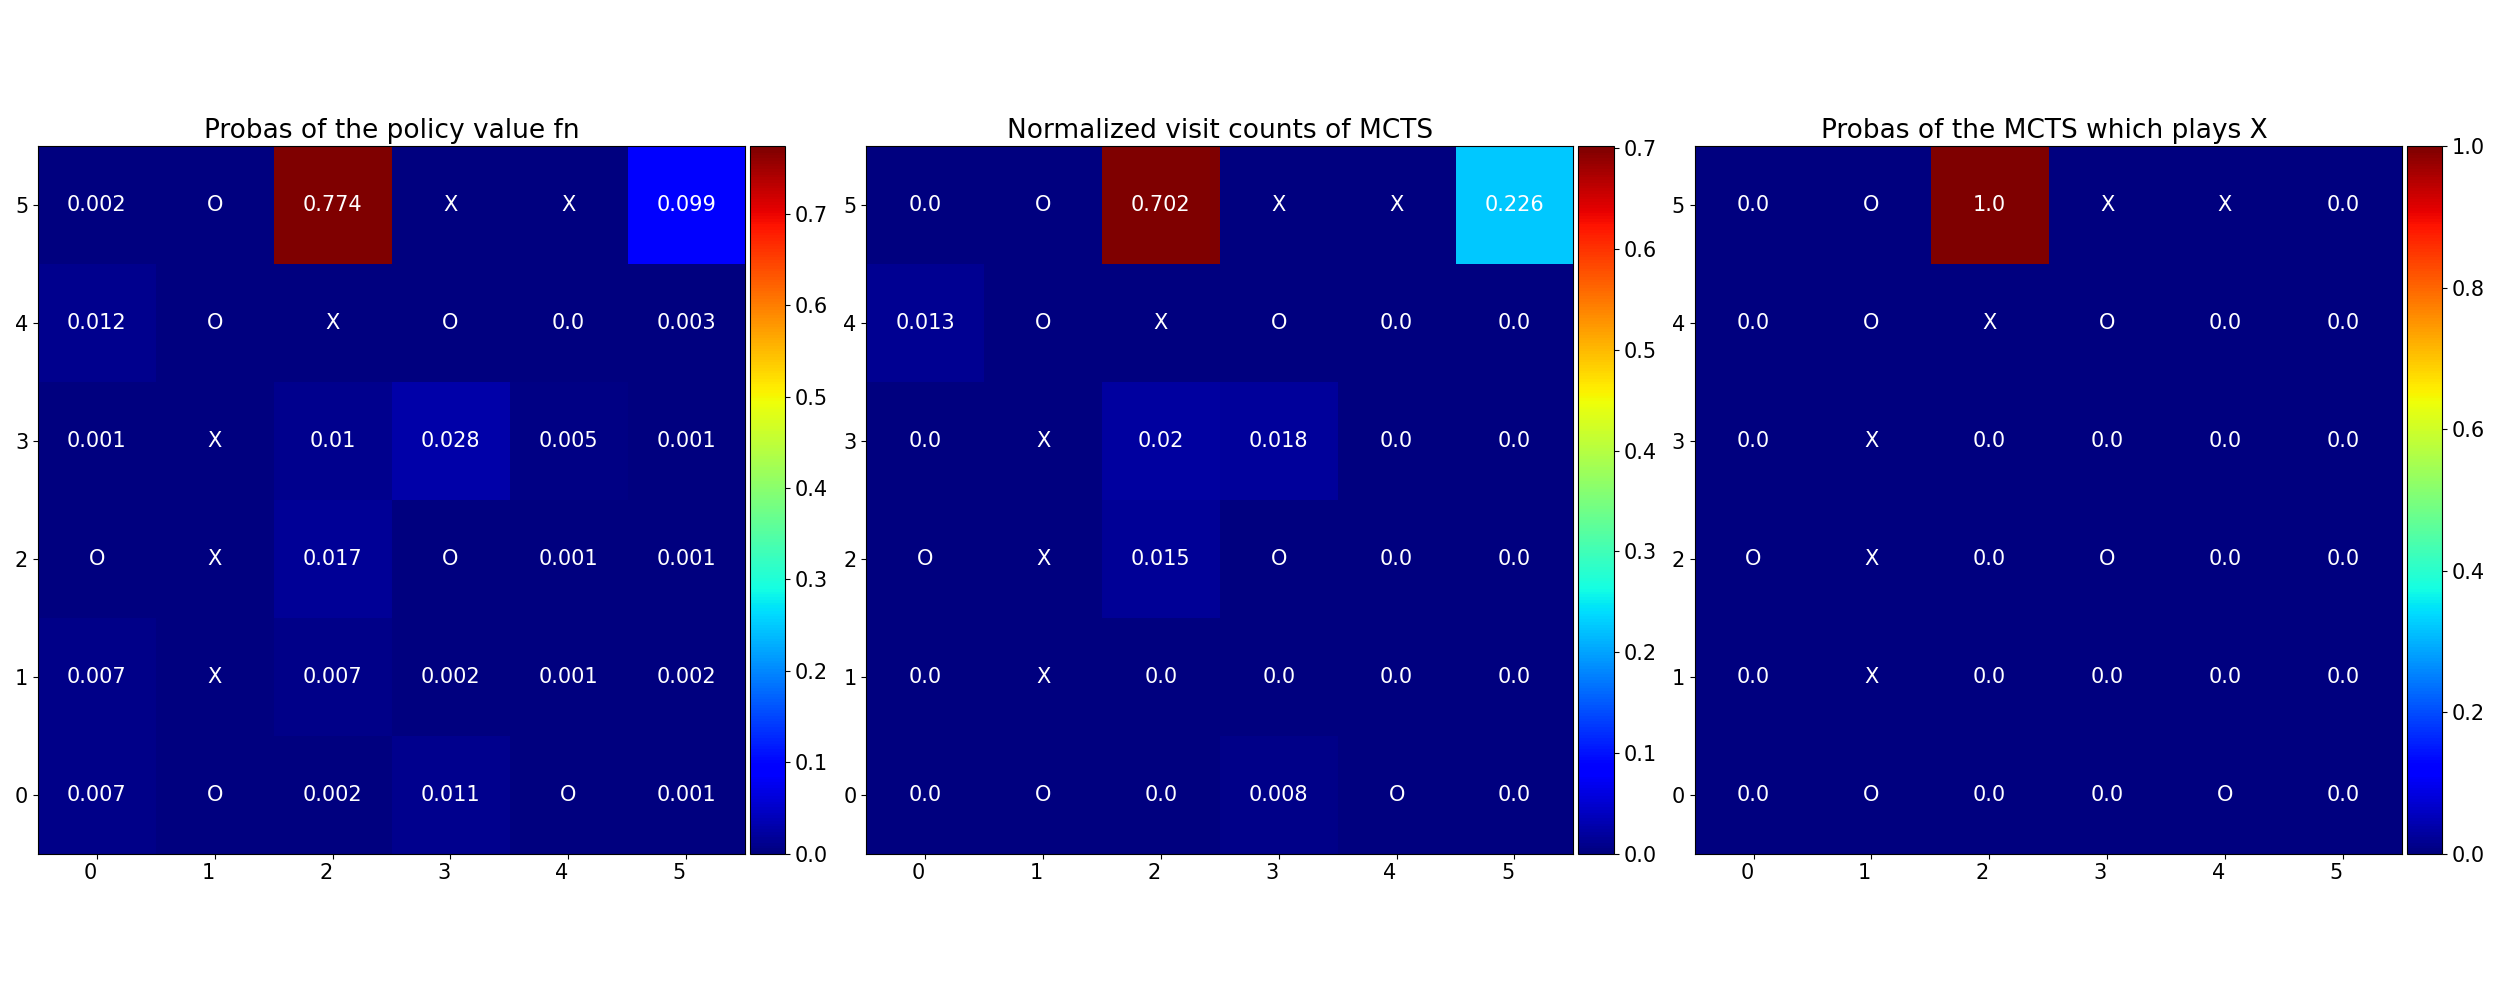 Probas of the policy value fn
5 0.002 O 0.774 X X 0.099
4 0.012 O X O 0.0 0.003
3 0.001 X 0.01 0.028 0.005 0.001
2 O X 0.017 O 0.001 0.001
1 0.007 X 0.007 0.002 0.001 0.002
0 0.007 O 0.002 0.011 O 0.001
0 1 2 3 4 5
0.7
0.6
0.5
0.4
0.3
0.2
0.1
0.0
Normalized visit counts of MCTS
5 0.0 O 0.702 X X 0.226
4 0.013 O X O 0.0 0.0
3 0.0 X 0.02 0.018 0.0 0.0
2 O X 0.015 O 0.0 0.0
1 0.0 X 0.0 0.0 0.0 0.0
0 0.0 O 0.0 0.008 O 0.0
0 1 2 3 4 5
0.7
0.6
0.5
0.4
0.3
0.2
0.1
0.0
Probas of the MCTS which plays X
5 0.0 O 1.0 X X 0.0
4 0.0 O X O 0.0 0.0
3 0.0 X 0.0 0.0 0.0 0.0
2 O X 0.0 O 0.0 0.0
1 0.0 X 0.0 0.0 0.0 0.0
0 0.0 O 0.0 0.0 O 0.0
0 1 2 3 4 5
1.0
0.8
0.6
0.4
0.2
0.0